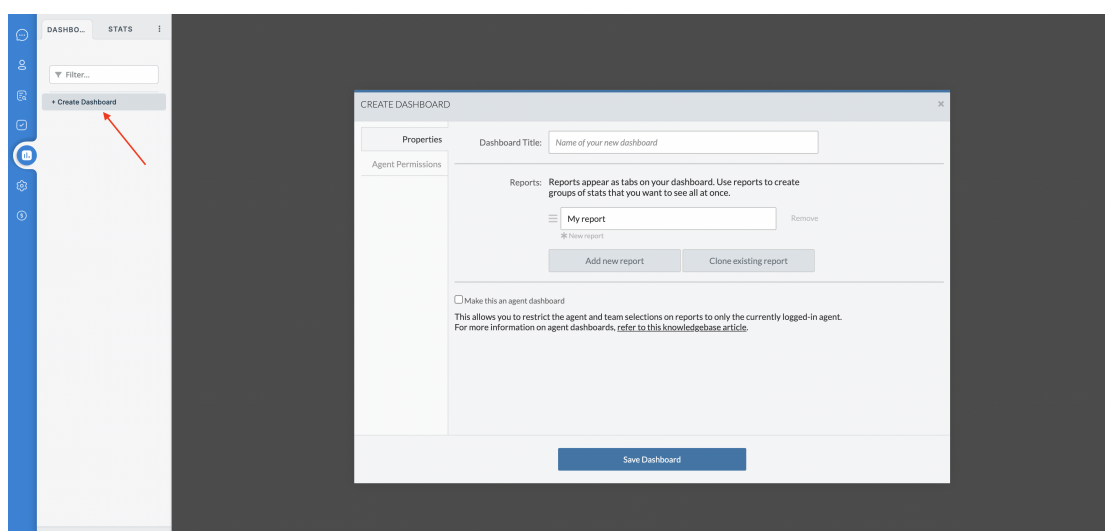 DASHBO...
STATS
Filter...
+ Create Dashboard
CREATE DASHBOARD
×
Properties
Agent Permissions
Dashboard Title:
Name of your new dashboard
Reports:
Reports appear as tabs on your dashboard. Use reports to create
groups of stats that you want to see all at once.
My report
Remove
* New report
Add new report
Clone existing report
Make this an agent dashboard
This allows you to restrict the agent and team selections on reports to only the currently logged-in agent.
For more information on agent dashboards, refer to this knowledgebase article.
Save Dashboard